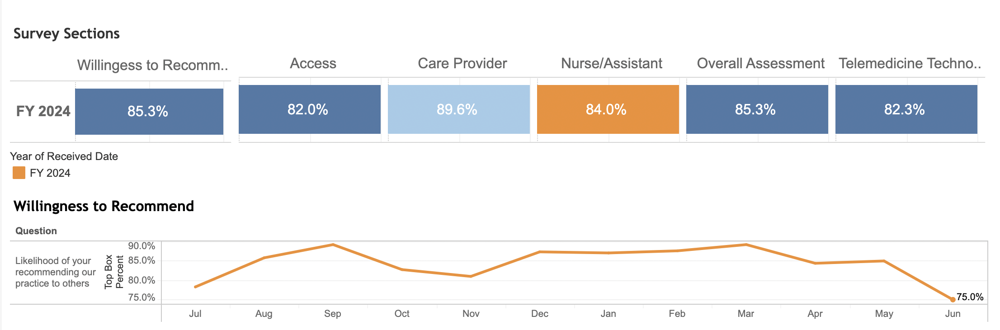 Survey Sections
Willingess to Recomm..
Access
Care Provider
Nurse/Assistant
Overall Assessment
Telemedicine Techno..
FY 2024
85.3%
82.0%
89.6%
84.0%
85.3%
82.3%
Year of Received Date
FY 2024
Willingness to Recommend
Question
Likelihood of your
recommending our
practice to others
Top Box
Percent
90.0%
85.0%
80.0%
75.0%
75.0%
Jul
Aug
Sep
Oct
Nov
Dec
Jan
Feb
Mar
Apr
May
Jun